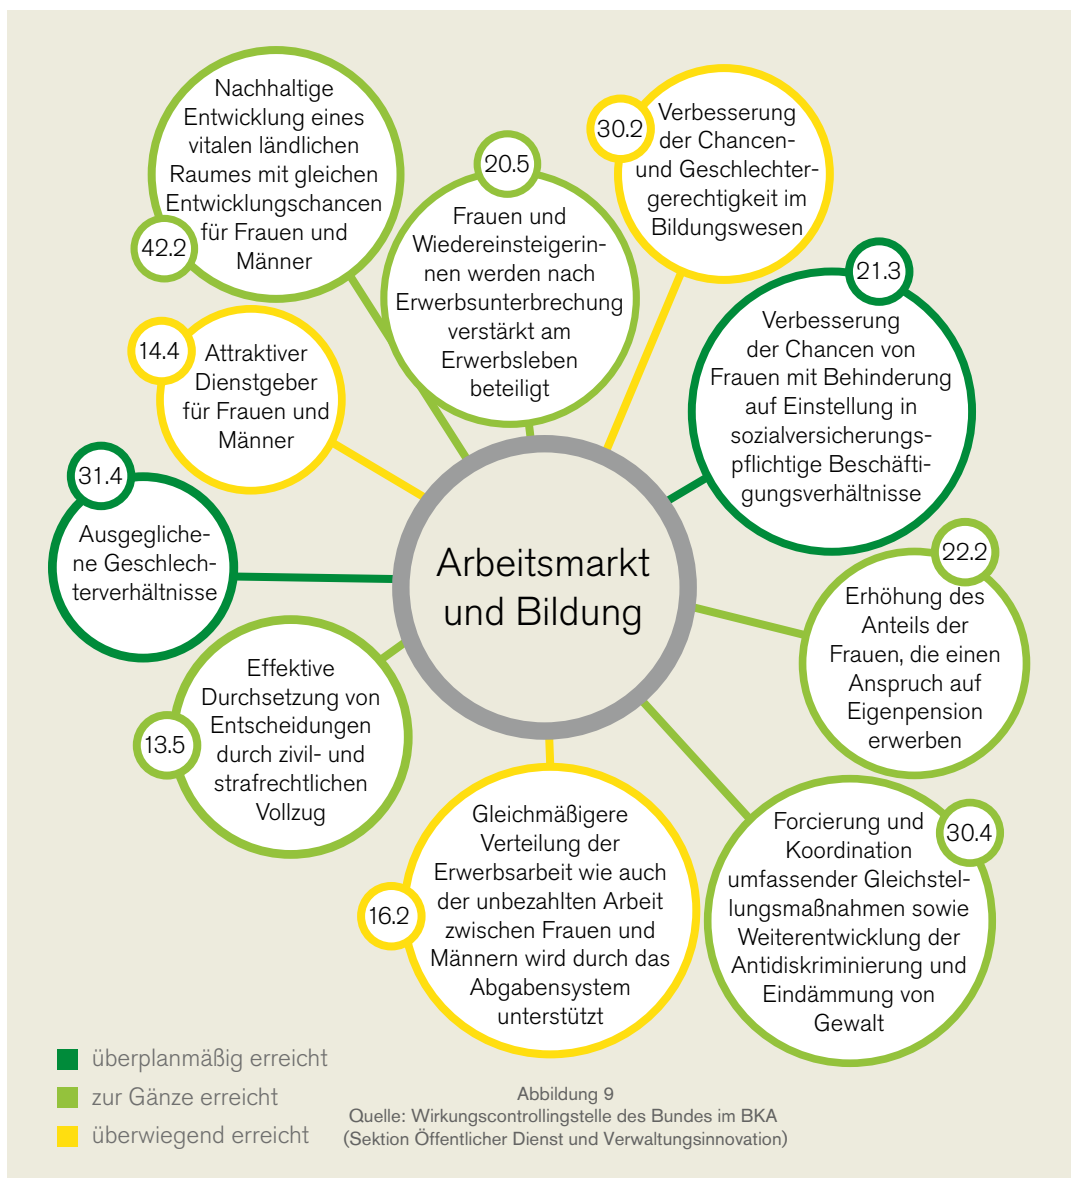 Nachhaltige
Entwicklung eines
vitalen ländlichen
Raumes mit gleichen
Entwicklungschancen
für Frauen und
Männer
42.2
20.5
Frauen und
Wiedereinsteigerin-
nen werden nach
Erwerbsunterbrechung
verstärkt am
Erwerbsleben
beteiligt
30.2
Verbesserung
der Chancen-
und Geschlechter-
gerechtigkeit im
Bildungswesen
21.3
Verbesserung
der Chancen von
Frauen mit Behinderung
auf Einstellung in
sozialversicherungs-
pflichtige Beschäfti-
gungsverhältnisse
14.4
Attraktiver
Dienstgeber
für Frauen und
Männer
31.4
Ausgegliche-
ne Geschlech-
terverhältnisse
Arbeitsmarkt
und Bildung
22.2
Erhöhung des
Anteils der
Frauen, die einen
Anspruch auf
Eigenpension
erwerben
13.5
Effektive
Durchsetzung von
Entscheidungen
durch zivil- und
strafrechtlichen
Vollzug
16.2
Gleichmäßigere
Verteilung der
Erwerbsarbeit wie auch
der unbezahlten Arbeit
zwischen Frauen und
Männern wird durch das
Abgabensystem
unterstützt
30.4
Forcierung und
Koordination
umfassender Gleichstel-
lungsmaßnahmen sowie
Weiterentwicklung der
Antidiskriminierung und
Eindämmung von
Gewalt
überplanmäßig erreicht
zur Gänze erreicht
überwiegend erreicht
Abbildung 9
Quelle: Wirkungscontrollingstelle des Bundes im BKA
(Sektion Öffentlicher Dienst und Verwaltungsinnovation)